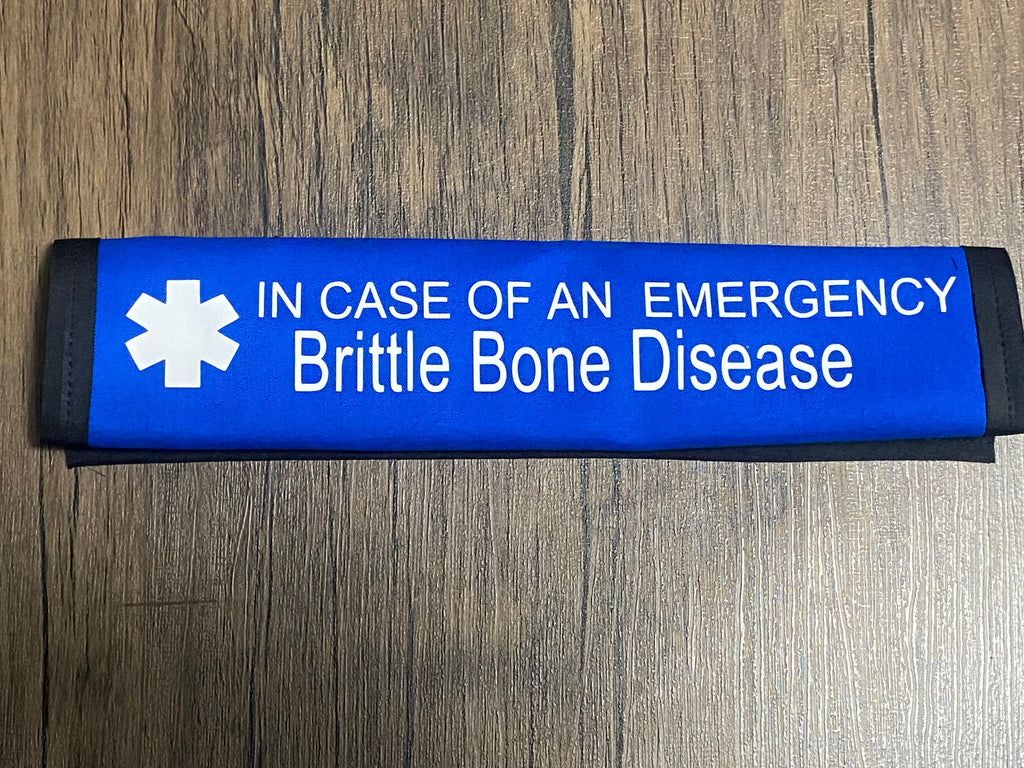 IN CASE OF AN EMERGENCY
Brittle Bone Disease